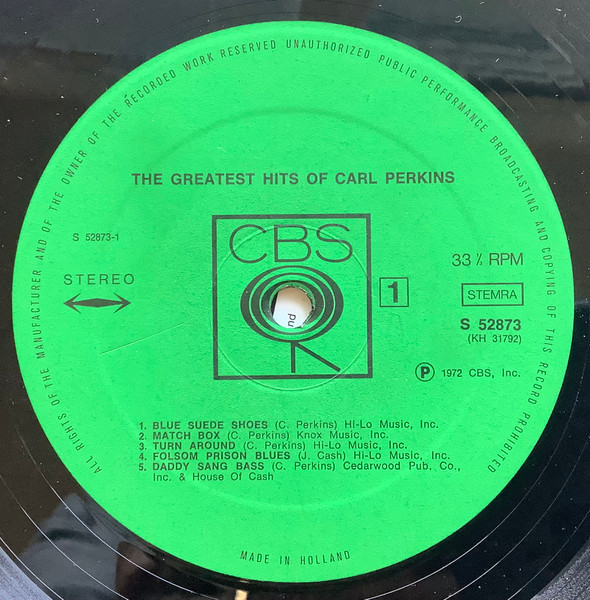 ALL RIGHTS OF THE MANUFACTURER AND OF THE OWNER OF THE RECORDED WORK RESERVED UNAUTHORIZED PUBLIC PERFORMANCE BROADCASTING AND COPYING OF THIS RECORD PROHIBITED
THE GREATEST HITS OF CARL PERKINS
S 52873-1
STEREO
CBS
1
33⅓ RPM
STEMRA
S 52873
(KH 31792)
Ⓟ 1972 CBS, Inc.
1. BLUE SUEDE SHOES (C. Perkins) Hi-Lo Music, Inc.
2. MATCH BOX (C. Perkins) Knox Music, Inc.
3. TURN AROUND (C. Perkins) Hi-Lo Music, Inc.
4. FOLSOM PRISON BLUES (J. Cash) Hi-Lo Music, Inc.
5. DADDY SANG BASS (C. Perkins) Cedarwood Pub. Co.,
Inc. & House Of Cash
MADE IN HOLLAND